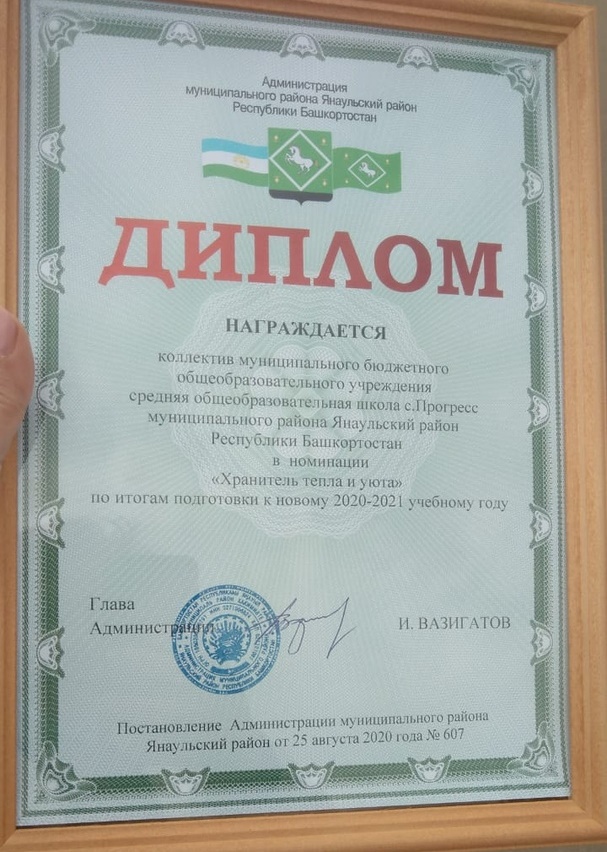 Администрация
муниципального района Янаульский район
Республики Башкортостан
ДИПЛОМ
НАГРАЖДАЕТСЯ
коллектив муниципального бюджетного
общеобразовательного учреждения
средняя общеобразовательная школа с.Прогресс
муниципального района Янаульский район
Республики Башкортостан
в номинации
«Хранитель тепла и уюта»
по итогам подготовки к новому 2020-2021 учебному году
Глава
Администрации
И. ВАЗИГАТОВ
Постановление Администрации муниципального района
Янаульский район от 25 августа 2020 года № 607